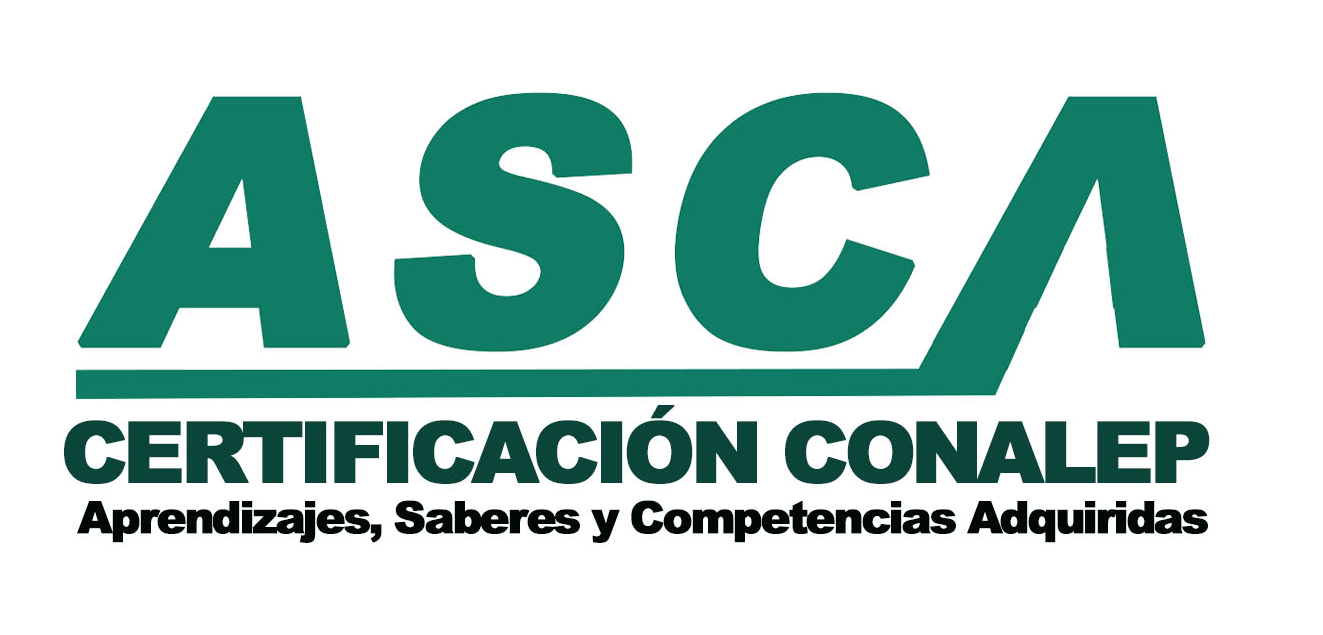 ASCA
CERTIFICACIÓN CONALEP
Aprendizajes, Saberes y Competencias Adquiridas